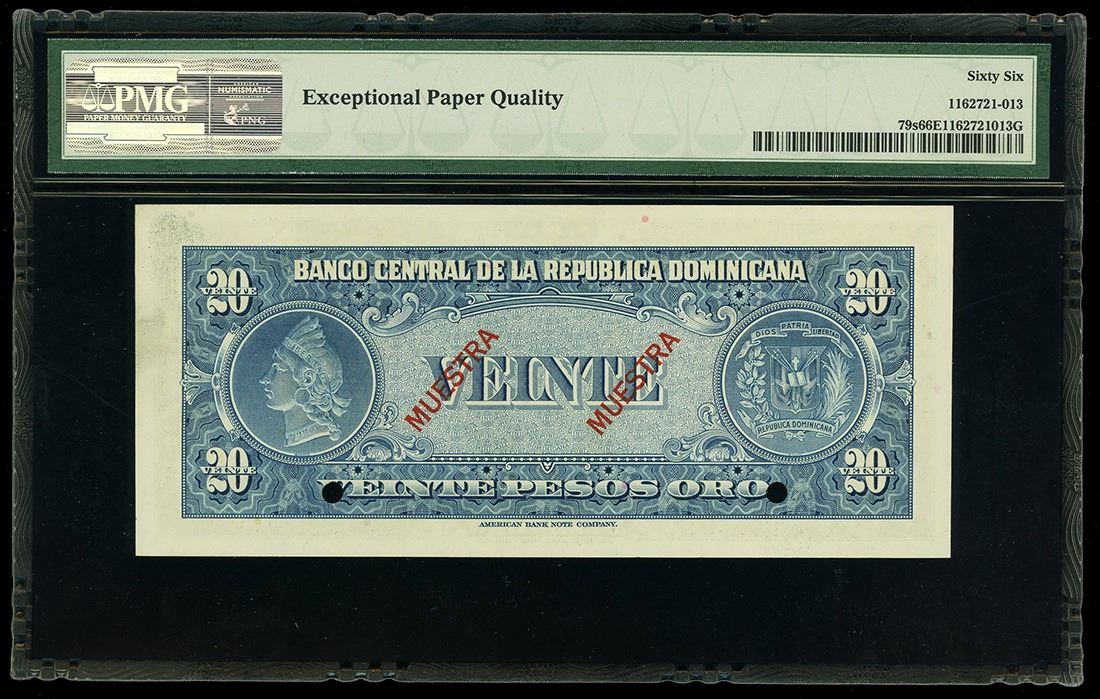 PMG
PAPER MONEY GUARANTY
NUMISMATIC
PNG
Exceptional Paper Quality
Sixty Six
1162721-013
79s66E1162721013G
BANCO CENTRAL DE LA REPUBLICA DOMINICANA
20
VEINTE
20
VEINTE
DIOS PATRIA LIBERTAD
VEINTE
MUESTRA
MUESTRA
REPUBLICA DOMINICANA
20
VEINTE
20
VEINTE
VEINTE PESOS ORO
AMERICAN BANK NOTE COMPANY.